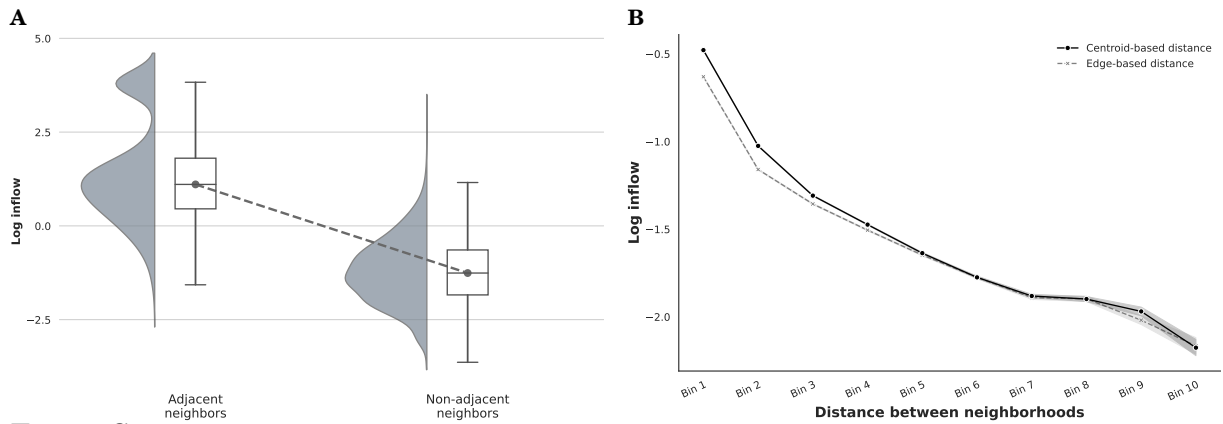 A
5.0
2.5
0.0
−2.5
Log inflow
Adjacent
neighbors
Non-adjacent
neighbors
B
−0.5
−1.0
−1.5
−2.0
Log inflow
Centroid-based distance
Edge-based distance
Bin 1
Bin 2
Bin 3
Bin 4
Bin 5
Bin 6
Bin 7
Bin 8
Bin 9
Bin 10
Distance between neighborhoods